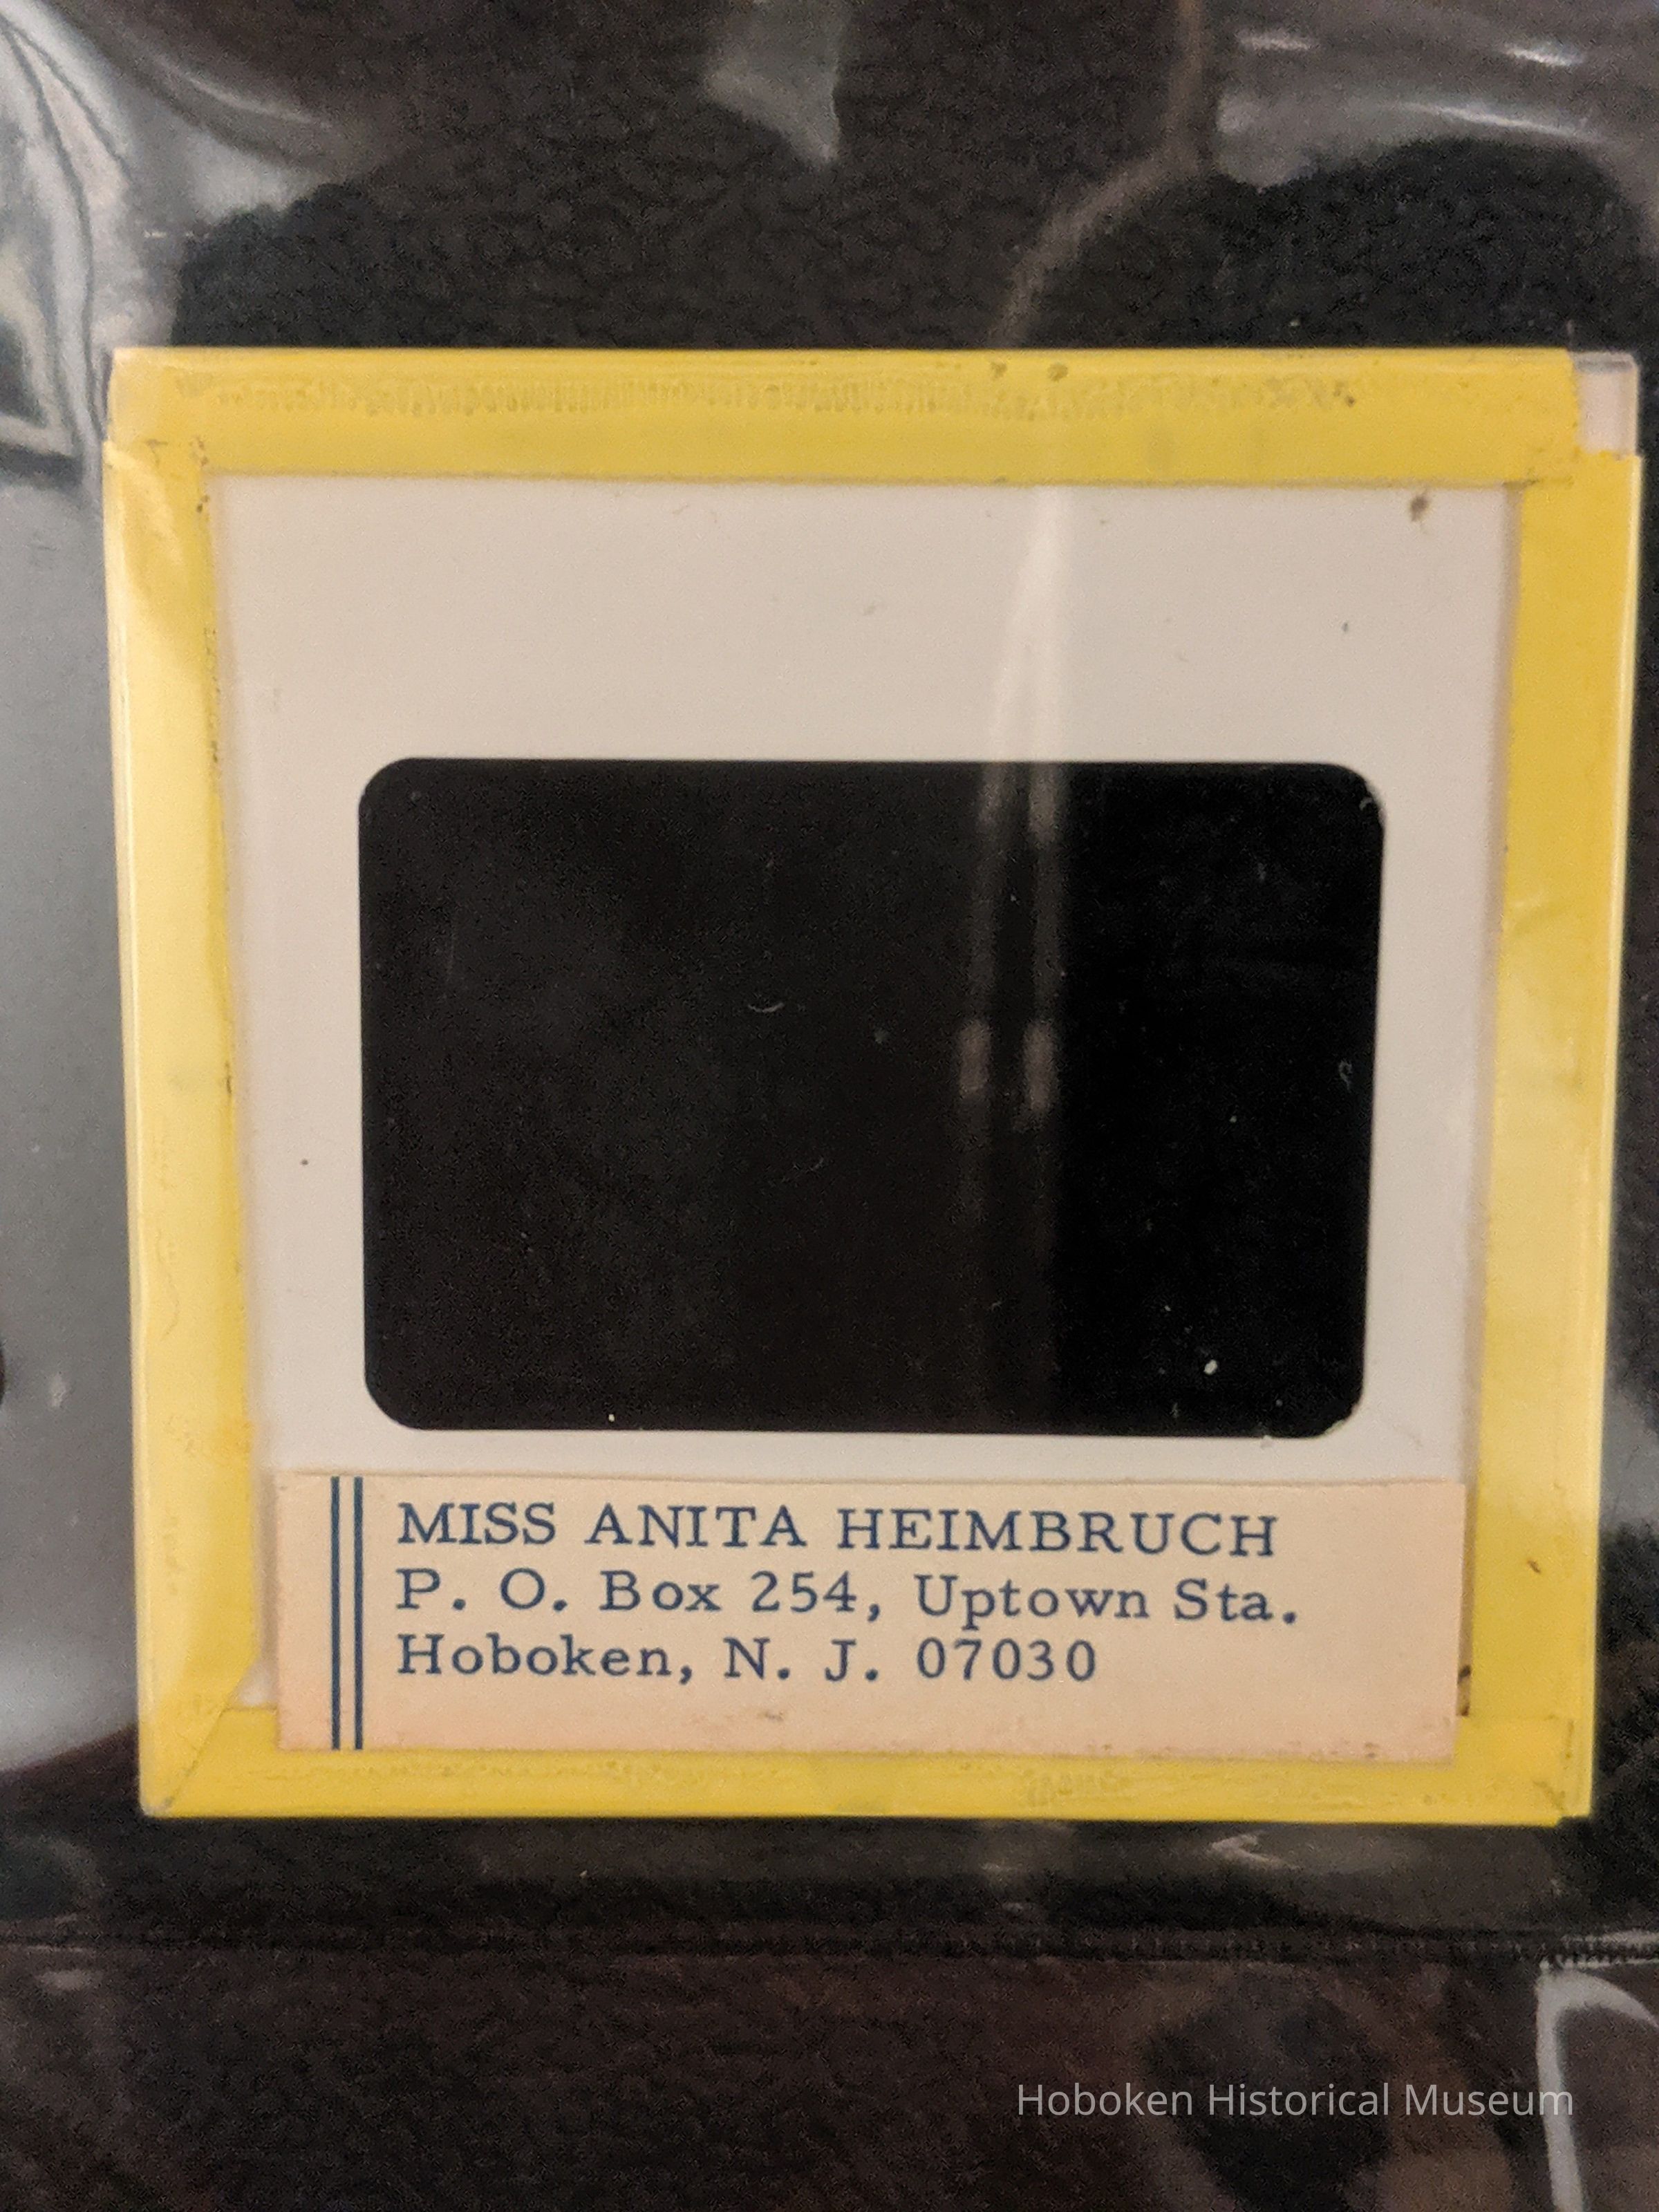 MISS ANITA HEIMBRUCH
P. O. Box 254, Uptown Sta.
Hoboken, N. J. 07030
Hoboken Historical Museum